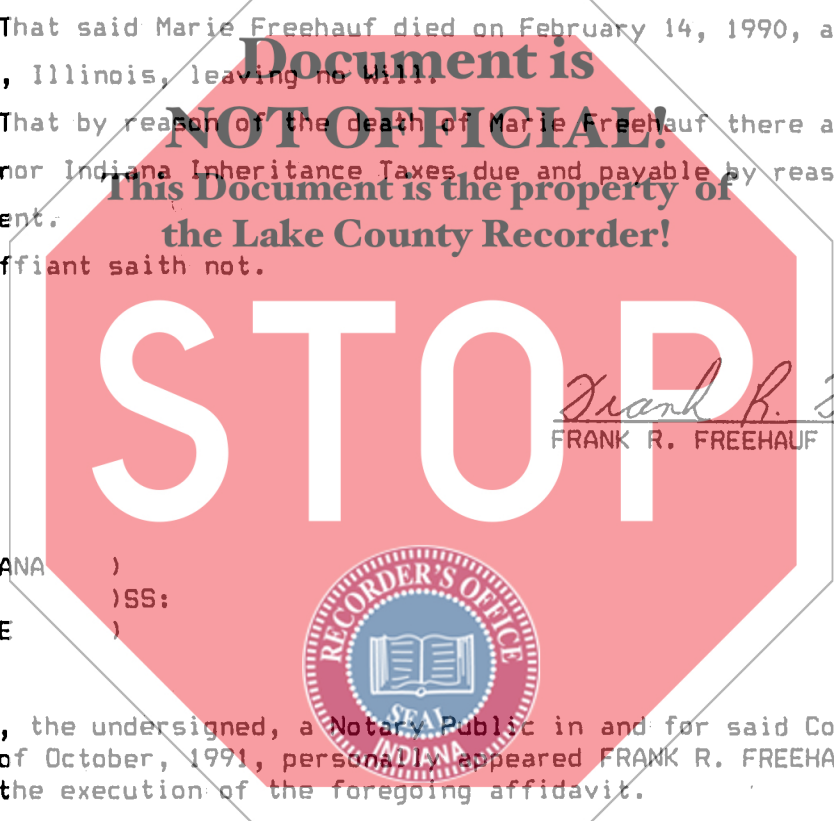 That said Marie Freehauf died on February 14, 1990, a
Document is
, Illinois, leaving no Will.
NOT OFFICIAL!
That by reason of the death of Marie Freehauf there a
nor Indiana Inheritance Taxes due and payable by reas
This Document is the property of
ent.
the Lake County Recorder!
ffiant saith not.
STOP
Frank R.
FRANK R. FREEHAUF
ANA )
)SS:
E )
RECORDER'S OFFICE
SEAL
INDIANA
, the undersigned, a Notary Public in and for said Co
of October, 1991, personally appeared FRANK R. FREEHA
the execution of the foregoing affidavit.